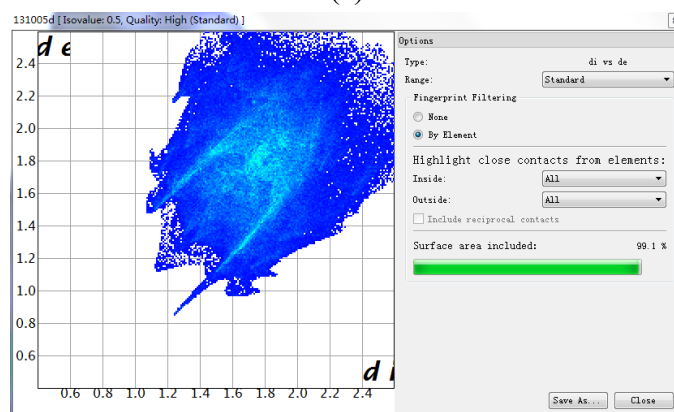 131005d [ Isovalue: 0.5, Quality: High (Standard) ]
d e
2.4
2.2
2.0
1.8
1.6
1.4
1.2
1.0
0.8
0.6
d i
0.6 0.8 1.0 1.2 1.4 1.6 1.8 2.0 2.2 2.4
Options
Type: di vs de
Range: Standard
Fingerprint Filtering
None
By Element
Highlight close contacts from elements:
Inside: All
Outside: All
Include reciprocal contacts
Surface area included: 99.1 %
Save As... Close